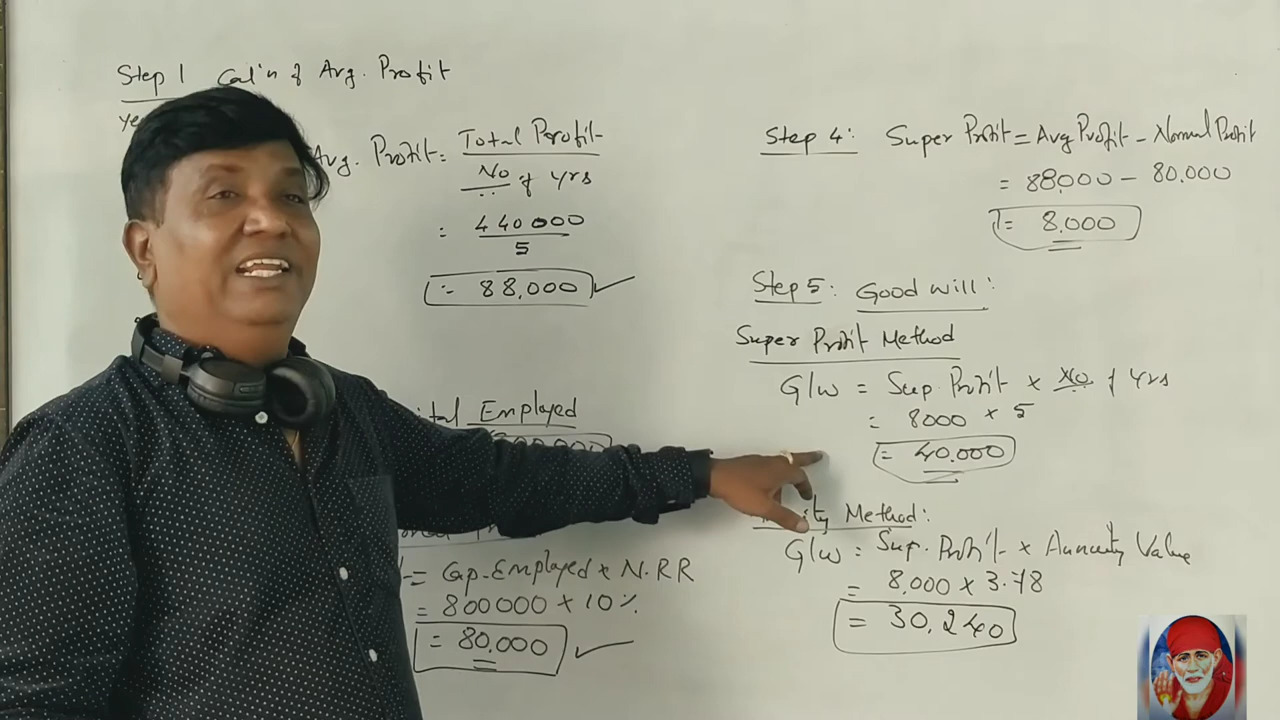 Step 1 Cal'n of Avg. Profit
Avg. Profit = Total Profit
No of yrs
= 440000
5
= 88,000
Employed
= Cap. Employed × N.RR
= 800000 × 10%
= 80,000
Step 4: Super Profit = Avg Profit - Normal Profit
= 88,000 - 80,000
= 8,000
Step 5: Good will:
Super Profit Method
G/w = Sup. Profit × No of yrs
= 8000 × 5
= 40,000
Method:
G/w = Sup. Profit × Annuity Value
= 8,000 × 3.78
= 30,240